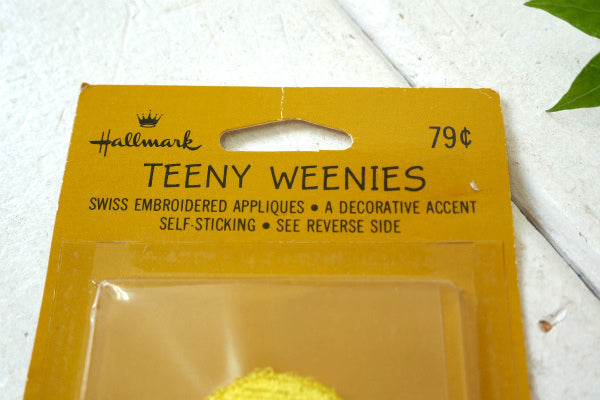 Hallmark
79¢
TEENY WEENIES
SWISS EMBROIDERED APPLIQUES • A DECORATIVE ACCENT
SELF-STICKING • SEE REVERSE SIDE